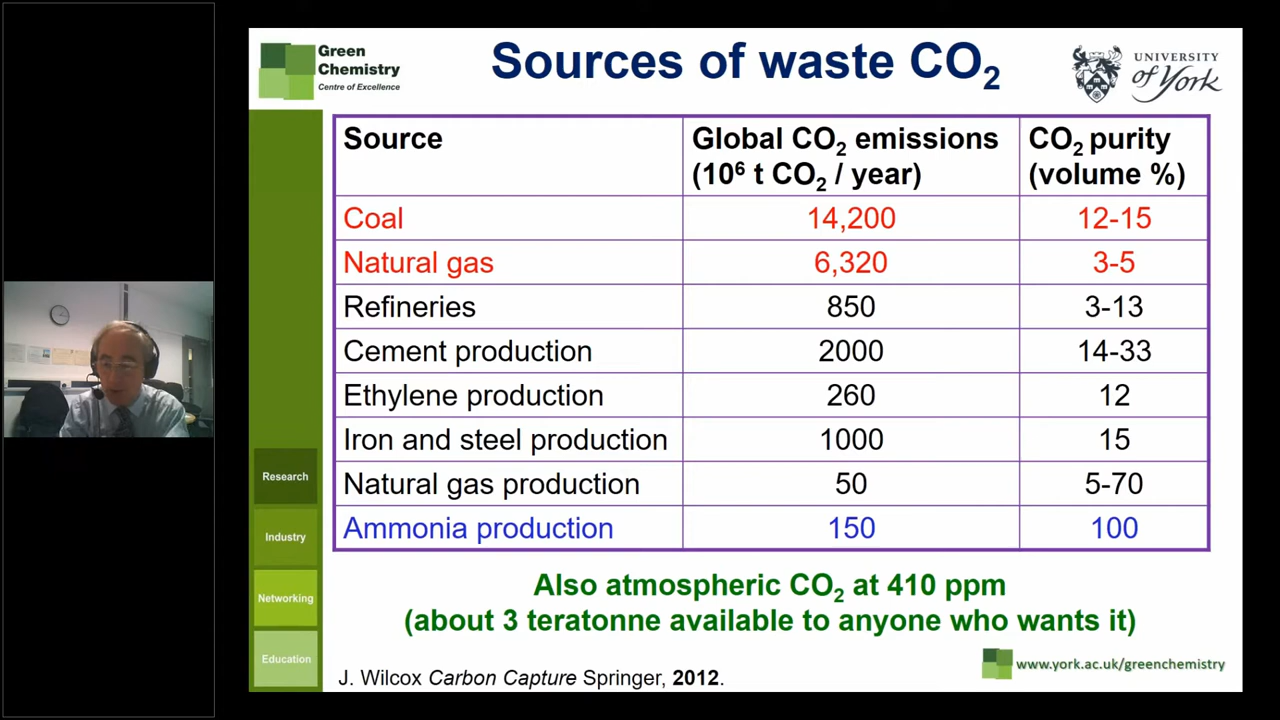 Green
Chemistry
Centre of Excellence
Sources of waste CO₂
UNIVERSITY
of York
Source Global CO₂ emissions (10⁶ t CO₂ / year) CO₂ purity (volume %)
Coal 14,200 12-15
Natural gas 6,320 3-5
Refineries 850 3-13
Cement production 2000 14-33
Ethylene production 260 12
Iron and steel production 1000 15
Natural gas production 50 5-70
Ammonia production 150 100
Research
Industry
Networking
Education
Also atmospheric CO₂ at 410 ppm
(about 3 teratonne available to anyone who wants it)
www.york.ac.uk/greenchemistry
J. Wilcox Carbon Capture Springer, 2012.